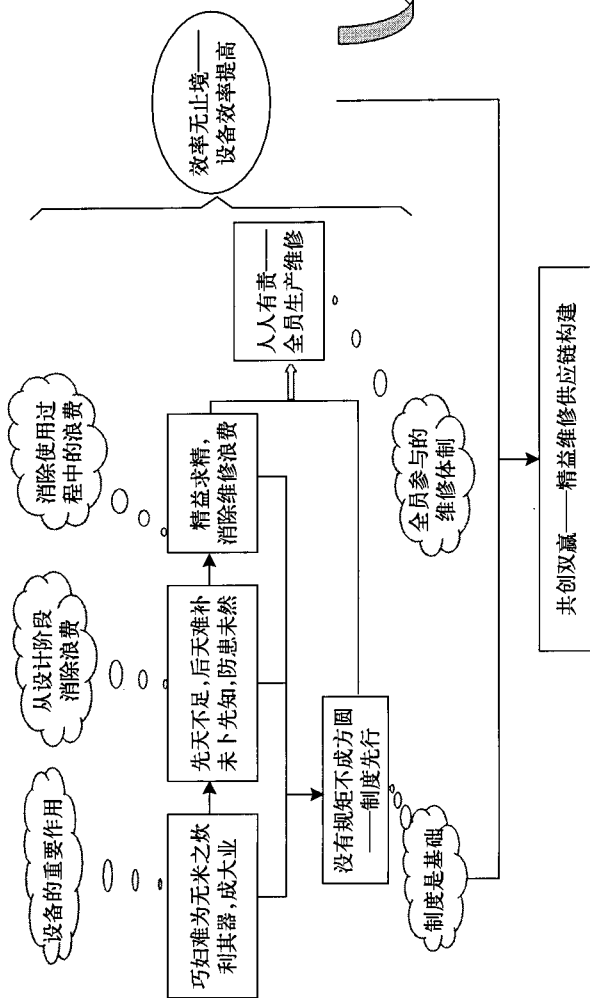 设备的重要作用
从设计阶段
消除浪费
消除使用过
程中的浪费
巧妇难为无米之炊
利其器，成大业
先天不足，后天难补
未卜先知，防患未然
精益求精，
消除维修浪费
人人有责——
全员生产维修
效率无止境——
设备效率提高
没有规矩不成方圆
——制度先行
制度是基础
全员参与的
维修体制
共创双赢——精益维修供应链构建